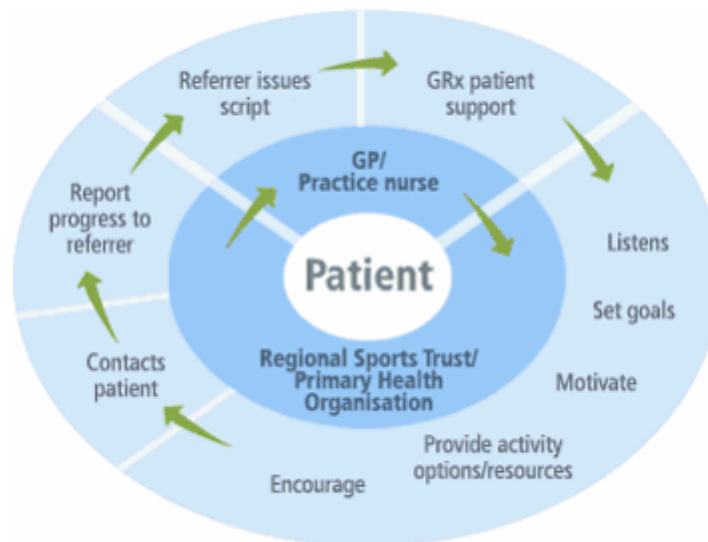 Referrer issues
script
GRx patient
support
GP/
Practice nurse
Report
progress to
referrer
Listens
Patient
Set goals
Regional Sports Trust/
Primary Health
Organisation
Contacts
patient
Motivate
Provide activity
options/resources
Encourage